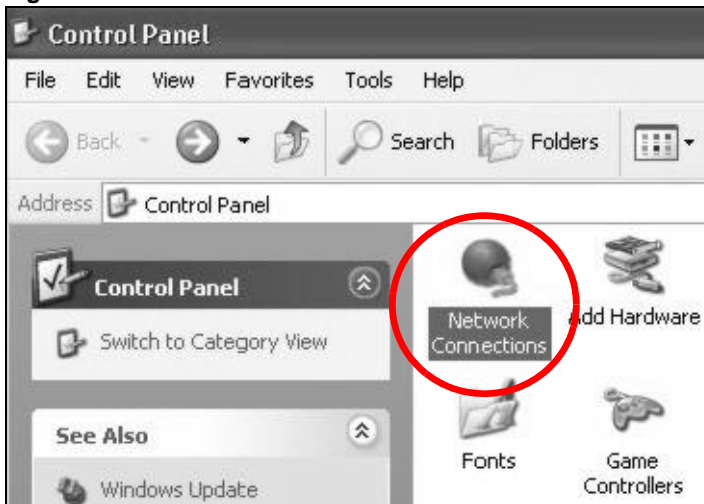 Control Panel
File Edit View Favorites Tools Help
Back Search Folders
Address Control Panel
Control Panel
Switch to Category View
See Also
Windows Update
Network Connections
Add Hardware
Fonts
Game Controllers